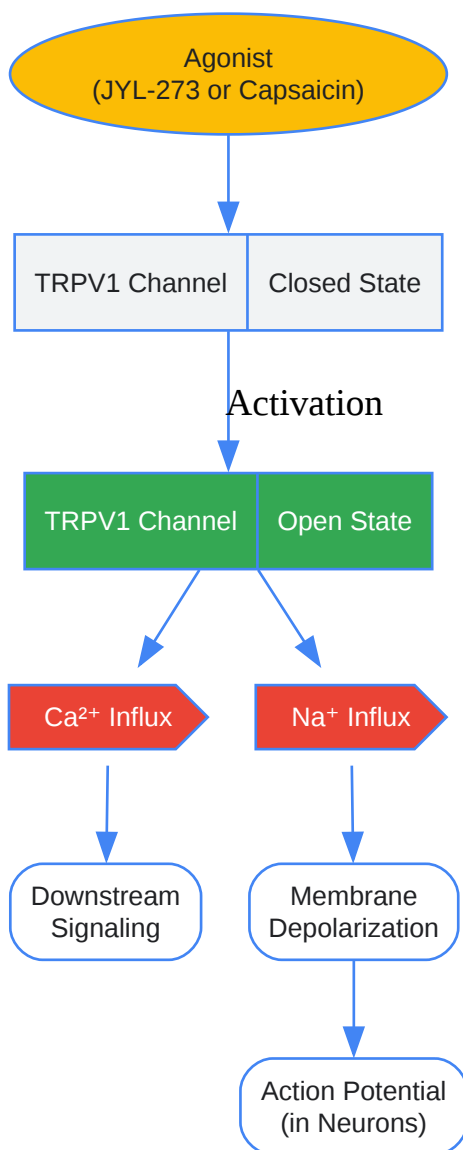 Agonist
(JYL-273 or Capsaicin)
TRPV1 Channel Closed State
Activation
TRPV1 Channel Open State
Ca²⁺ Influx Na⁺ Influx
Downstream
Signaling
Membrane
Depolarization
Action Potential
(in Neurons)